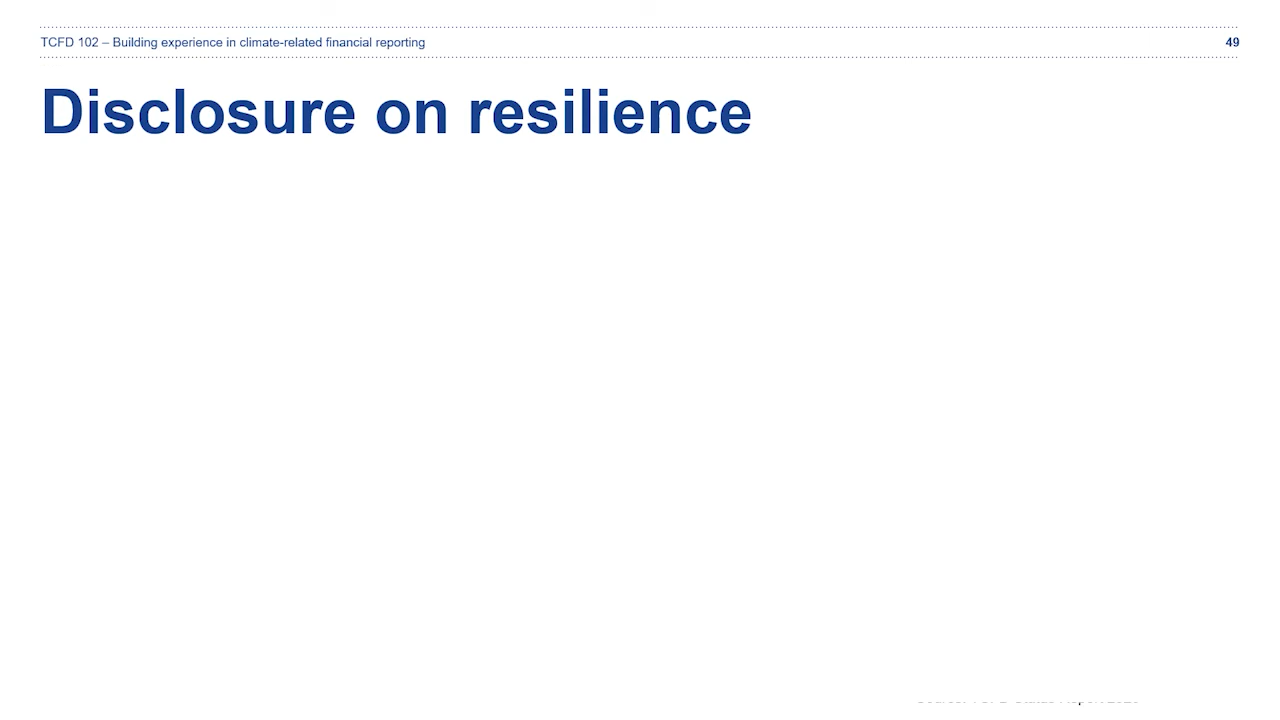 TCFD 102 – Building experience in climate-related financial reporting
49
Disclosure on resilience